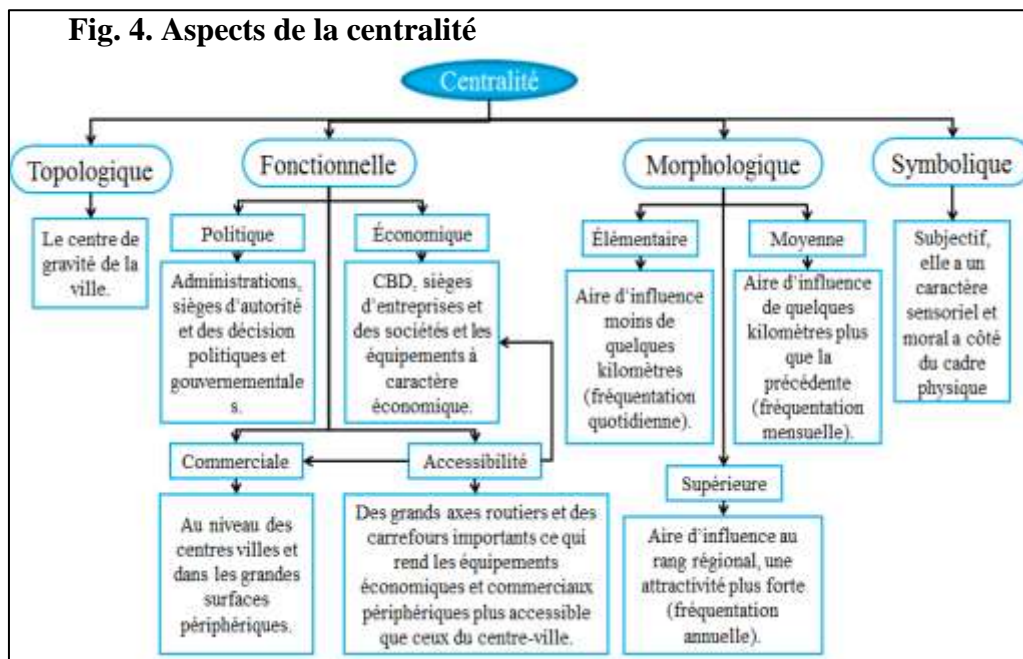 Fig. 4. Aspects de la centralité
Centralité
Topologique
Fonctionnelle
Morphologique
Symbolique
Le centre de
gravité de la
ville.
Politique
Économique
Élémentaire
Moyenne
Administrations,
sièges d'autorité
et des décision
politiques et
gouvernementale
s.
CBD, sièges
d'entreprises et
des sociétés et les
équipements à
caractère
économique.
Aire d'influence
moins de
quelques
kilomètres
(fréquentation
quotidienne).
Aire d'influence
de quelques
kilomètres plus
que la
précédente
(fréquentation
mensuelle).
Subjectif,
elle a un
caractère
sensoriel et
moral a côté
du cadre
physique
Commerciale
Accessibilité
Supérieure
Au niveau des
centres villes et
dans les grandes
surfaces
périphériques.
Des grands axes routiers et des
carrefours importants ce qui
rend les équipements
économiques et commerciaux
périphériques plus accessible
que ceux du centre-ville.
Aire d'influence au
rang régional, une
attractivité plus forte
(fréquentation
annuelle).